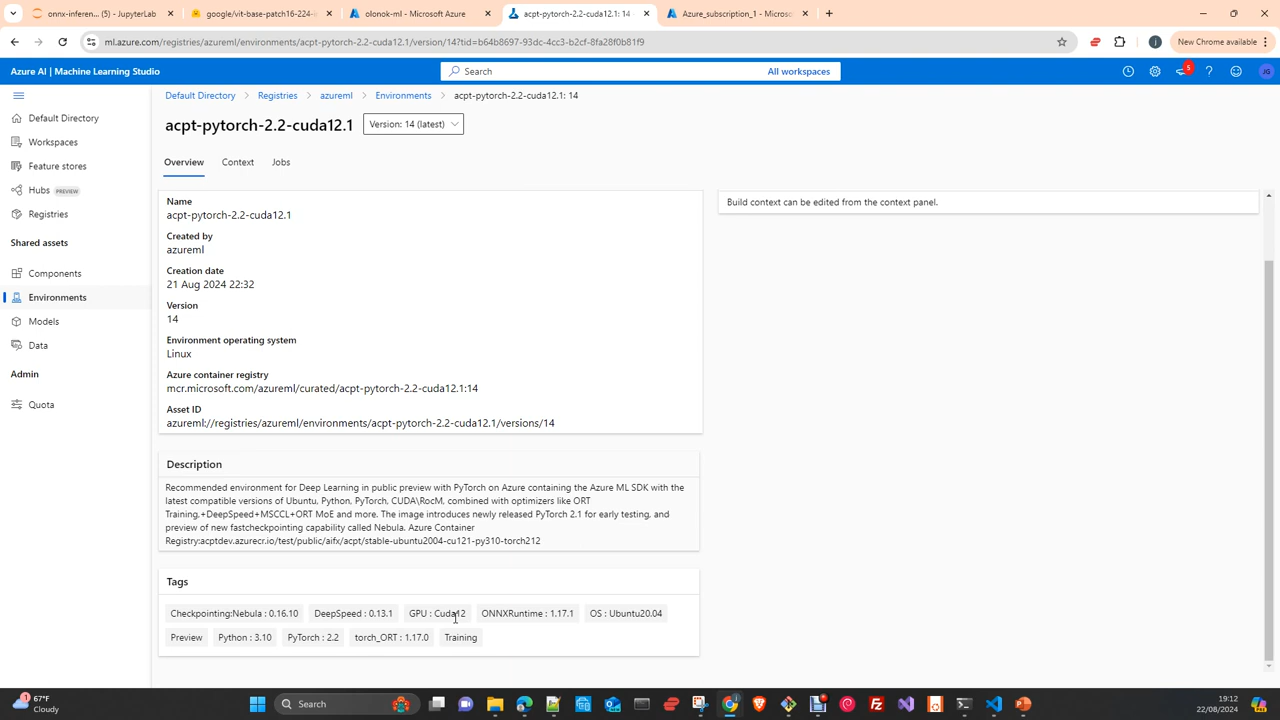 onnx-inferen... (5) - JupyterLab
google/vit-base-patch16-224-in
olonok-ml - Microsoft Azure
acpt-pytorch-2.2-cuda12.1: 14
Azure_subscription_1 - Microsof
ml.azure.com/registries/azureml/environments/acpt-pytorch-2.2-cuda12.1/version/14?tid=b64b8697-93dc-4cc3-b2cf-8fa28f0b81f9
New Chrome available
Azure AI | Machine Learning Studio
Search
All workspaces
5
JG
Default Directory
Workspaces
Feature stores
Hubs PREVIEW
Registries
Shared assets
Components
Environments
Models
Data
Admin
Quota
Default Directory > Registries > azureml > Environments > acpt-pytorch-2.2-cuda12.1: 14
acpt-pytorch-2.2-cuda12.1
Version: 14 (latest)
Overview Context Jobs
Name
acpt-pytorch-2.2-cuda12.1
Created by
azureml
Creation date
21 Aug 2024 22:32
Version
14
Environment operating system
Linux
Azure container registry
mcr.microsoft.com/azureml/curated/acpt-pytorch-2.2-cuda12.1:14
Asset ID
azureml://registries/azureml/environments/acpt-pytorch-2.2-cuda12.1/versions/14
Build context can be edited from the context panel.
Description
Recommended environment for Deep Learning in public preview with PyTorch on Azure containing the Azure ML SDK with the
latest compatible versions of Ubuntu, Python, PyTorch, CUDA\RocM, combined with optimizers like ORT
Training,+DeepSpeed+MSCCL+ORT MoE and more. The image introduces newly released PyTorch 2.1 for early testing, and
preview of new fastcheckpointing capability called Nebula. Azure Container
Registry:acptdev.azurecr.io/test/public/aifx/acpt/stable-ubuntu2004-cu121-py310-torch212
Tags
Checkpointing:Nebula : 0.16.10 DeepSpeed : 0.13.1 GPU : Cuda12 ONNXRuntime : 1.17.1 OS : Ubuntu20.04
Preview Python : 3.10 PyTorch : 2.2 torch_ORT : 1.17.0 Training
67°F
Cloudy
Search
19:12
22/08/2024